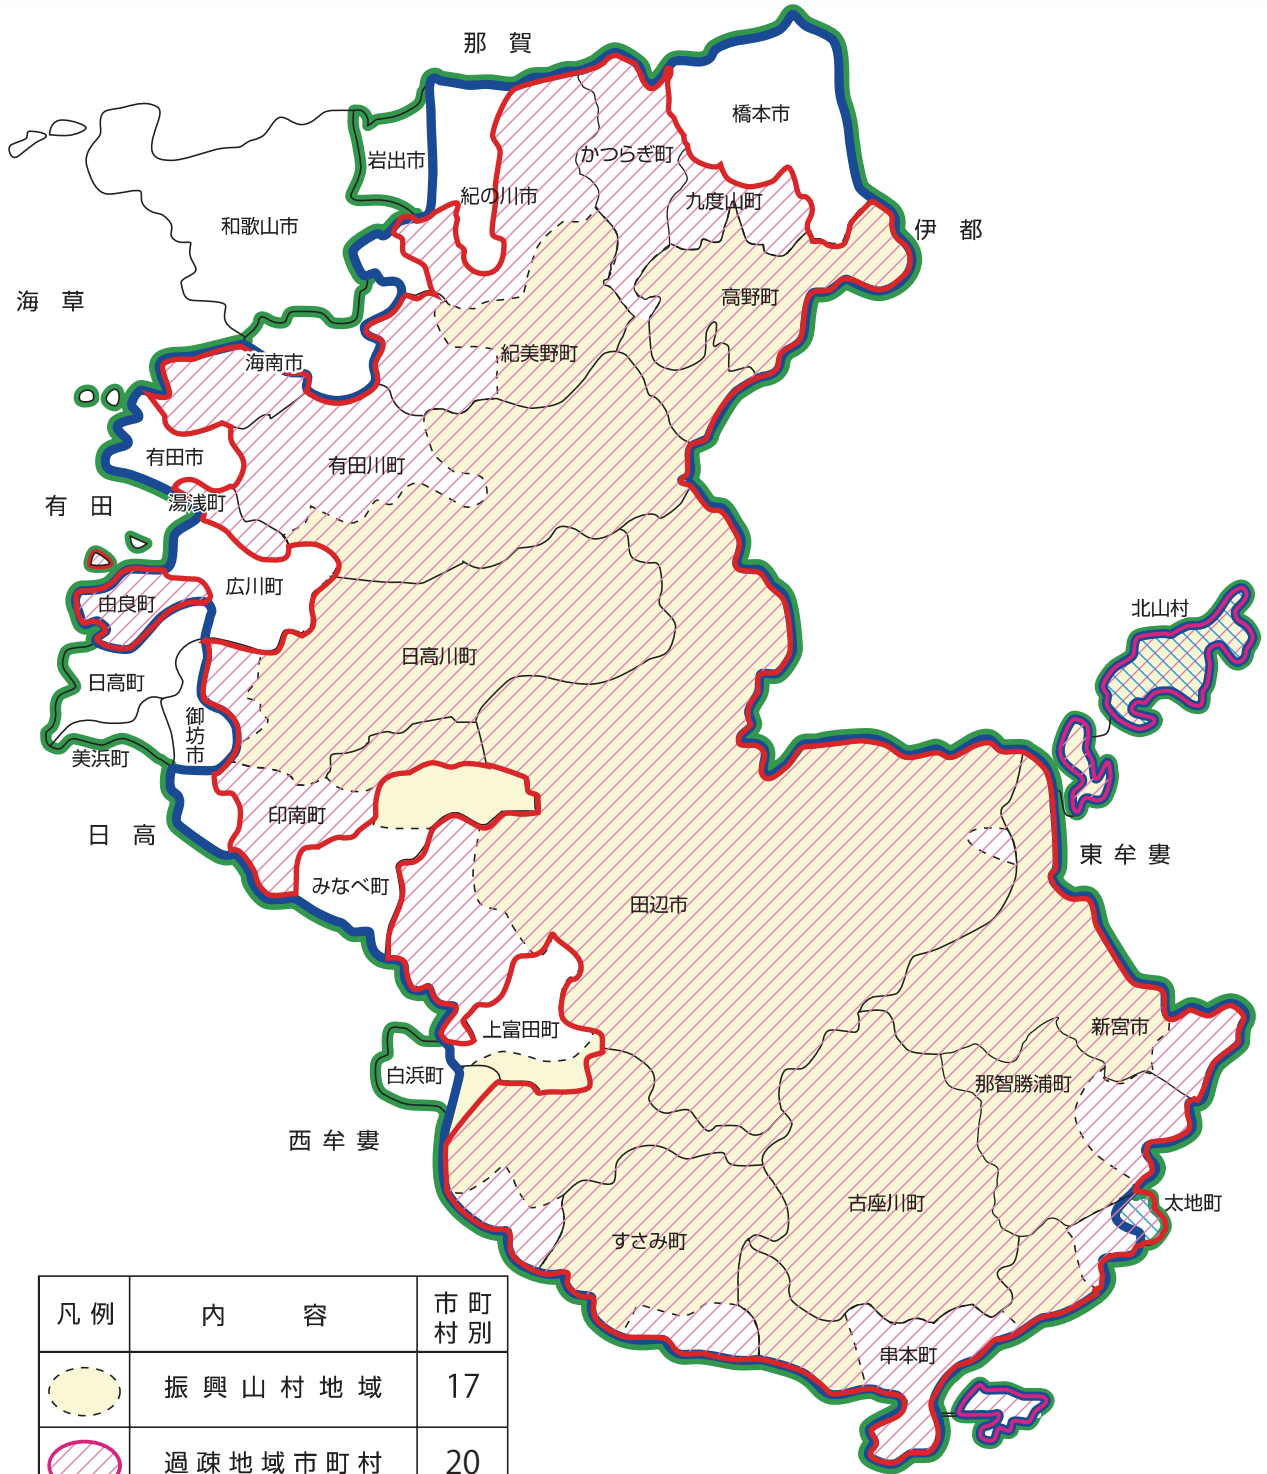 那賀
橋本市
かつらぎ町
岩出市
紀の川市
九度山町
和歌山市
伊都
海草
高野町
紀美野町
海南市
有田市
有田川町
湯浅町
有田
広川町
由良町
北山村
日高川町
日高町
御坊市
美浜町
印南町
日高
東牟婁
みなべ町
田辺市
上富田町
新宮市
白浜町
那智勝浦町
西牟婁
古座川町
太地町
すさみ町
串本町
凡例 内容 市町村別
振興山村地域 17
過疎地域市町村 20